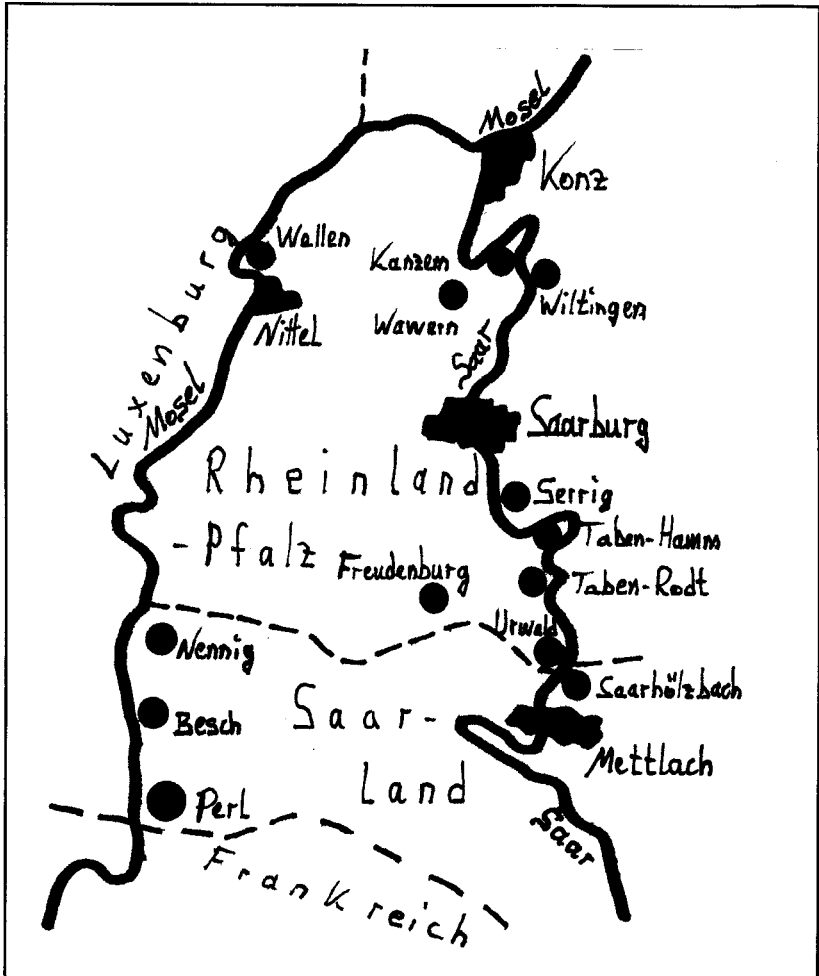 Mosel
Konz
Wellen
Kanzem
Wiltingen
Wawern
Nittel
Luxenburg
Saar
Mosel
Saarburg
Rheinland
Serrig
-Pfalz
Taben-Hamm
Freudenburg
Taben-Rodt
Urwald
Nennig
Saarhölzbach
Besch
Saar-
Land
Mettlach
Perl
Saar
Frankreich